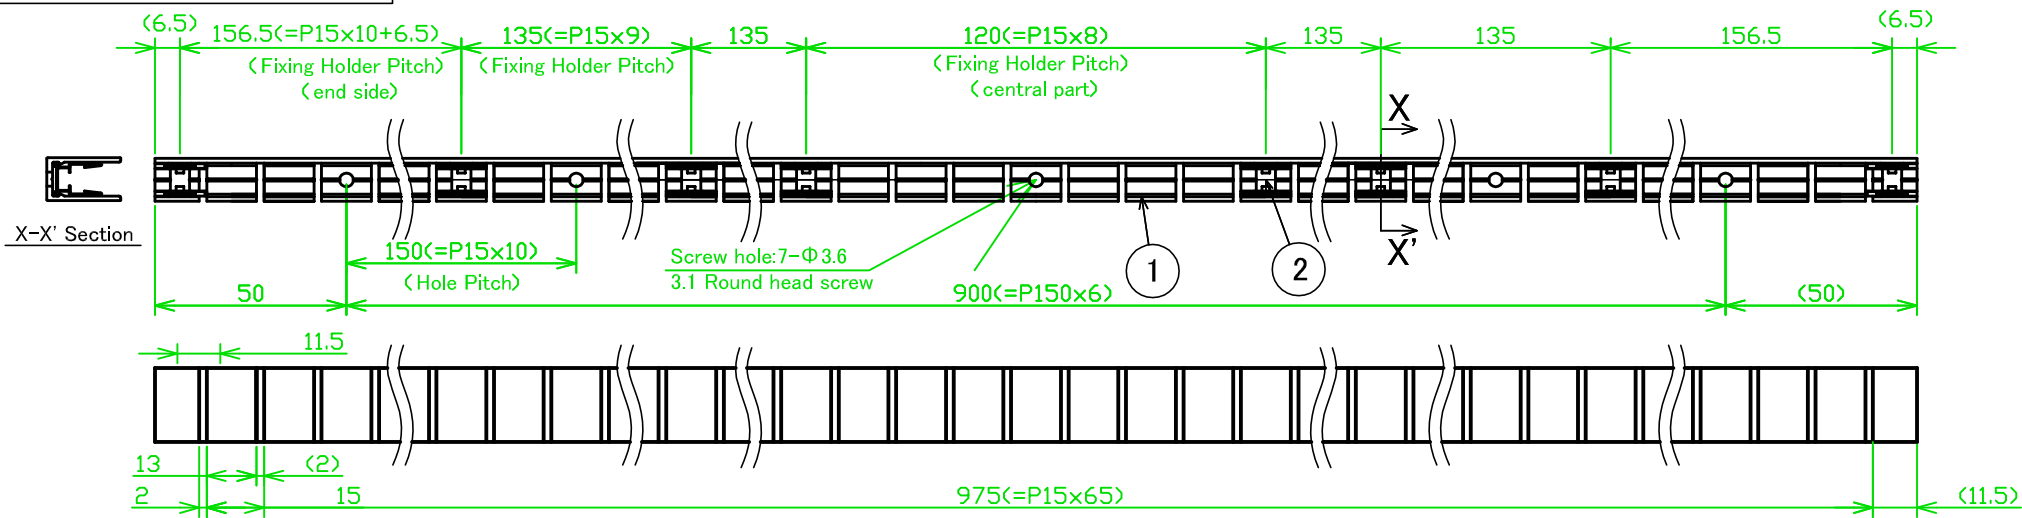 (6.5)
156.5(=P15x10+6.5)
135(=P15x9)
135
120(=P15x8)
135
135
156.5
(6.5)
(Fixing Holder Pitch)
(end side)
(Fixing Holder Pitch)
(Fixing Holder Pitch)
(central part)
X
X-X' Section
X'
150(=P15x10)
(Hole Pitch)
Screw hole:7-Φ3.6
3.1 Round head screw
1
2
50
900(=P150x6)
(50)
11.5
13
(2)
2
15
975(=P15x65)
(11.5)